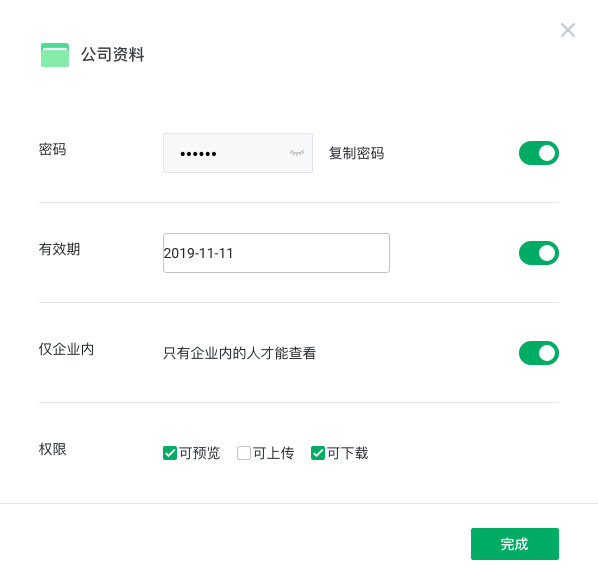 公司资料
密码 •••••• 复制密码
有效期 2019-11-11
仅企业内 只有企业内的人才能查看
权限 可预览 可上传 可下载
完成